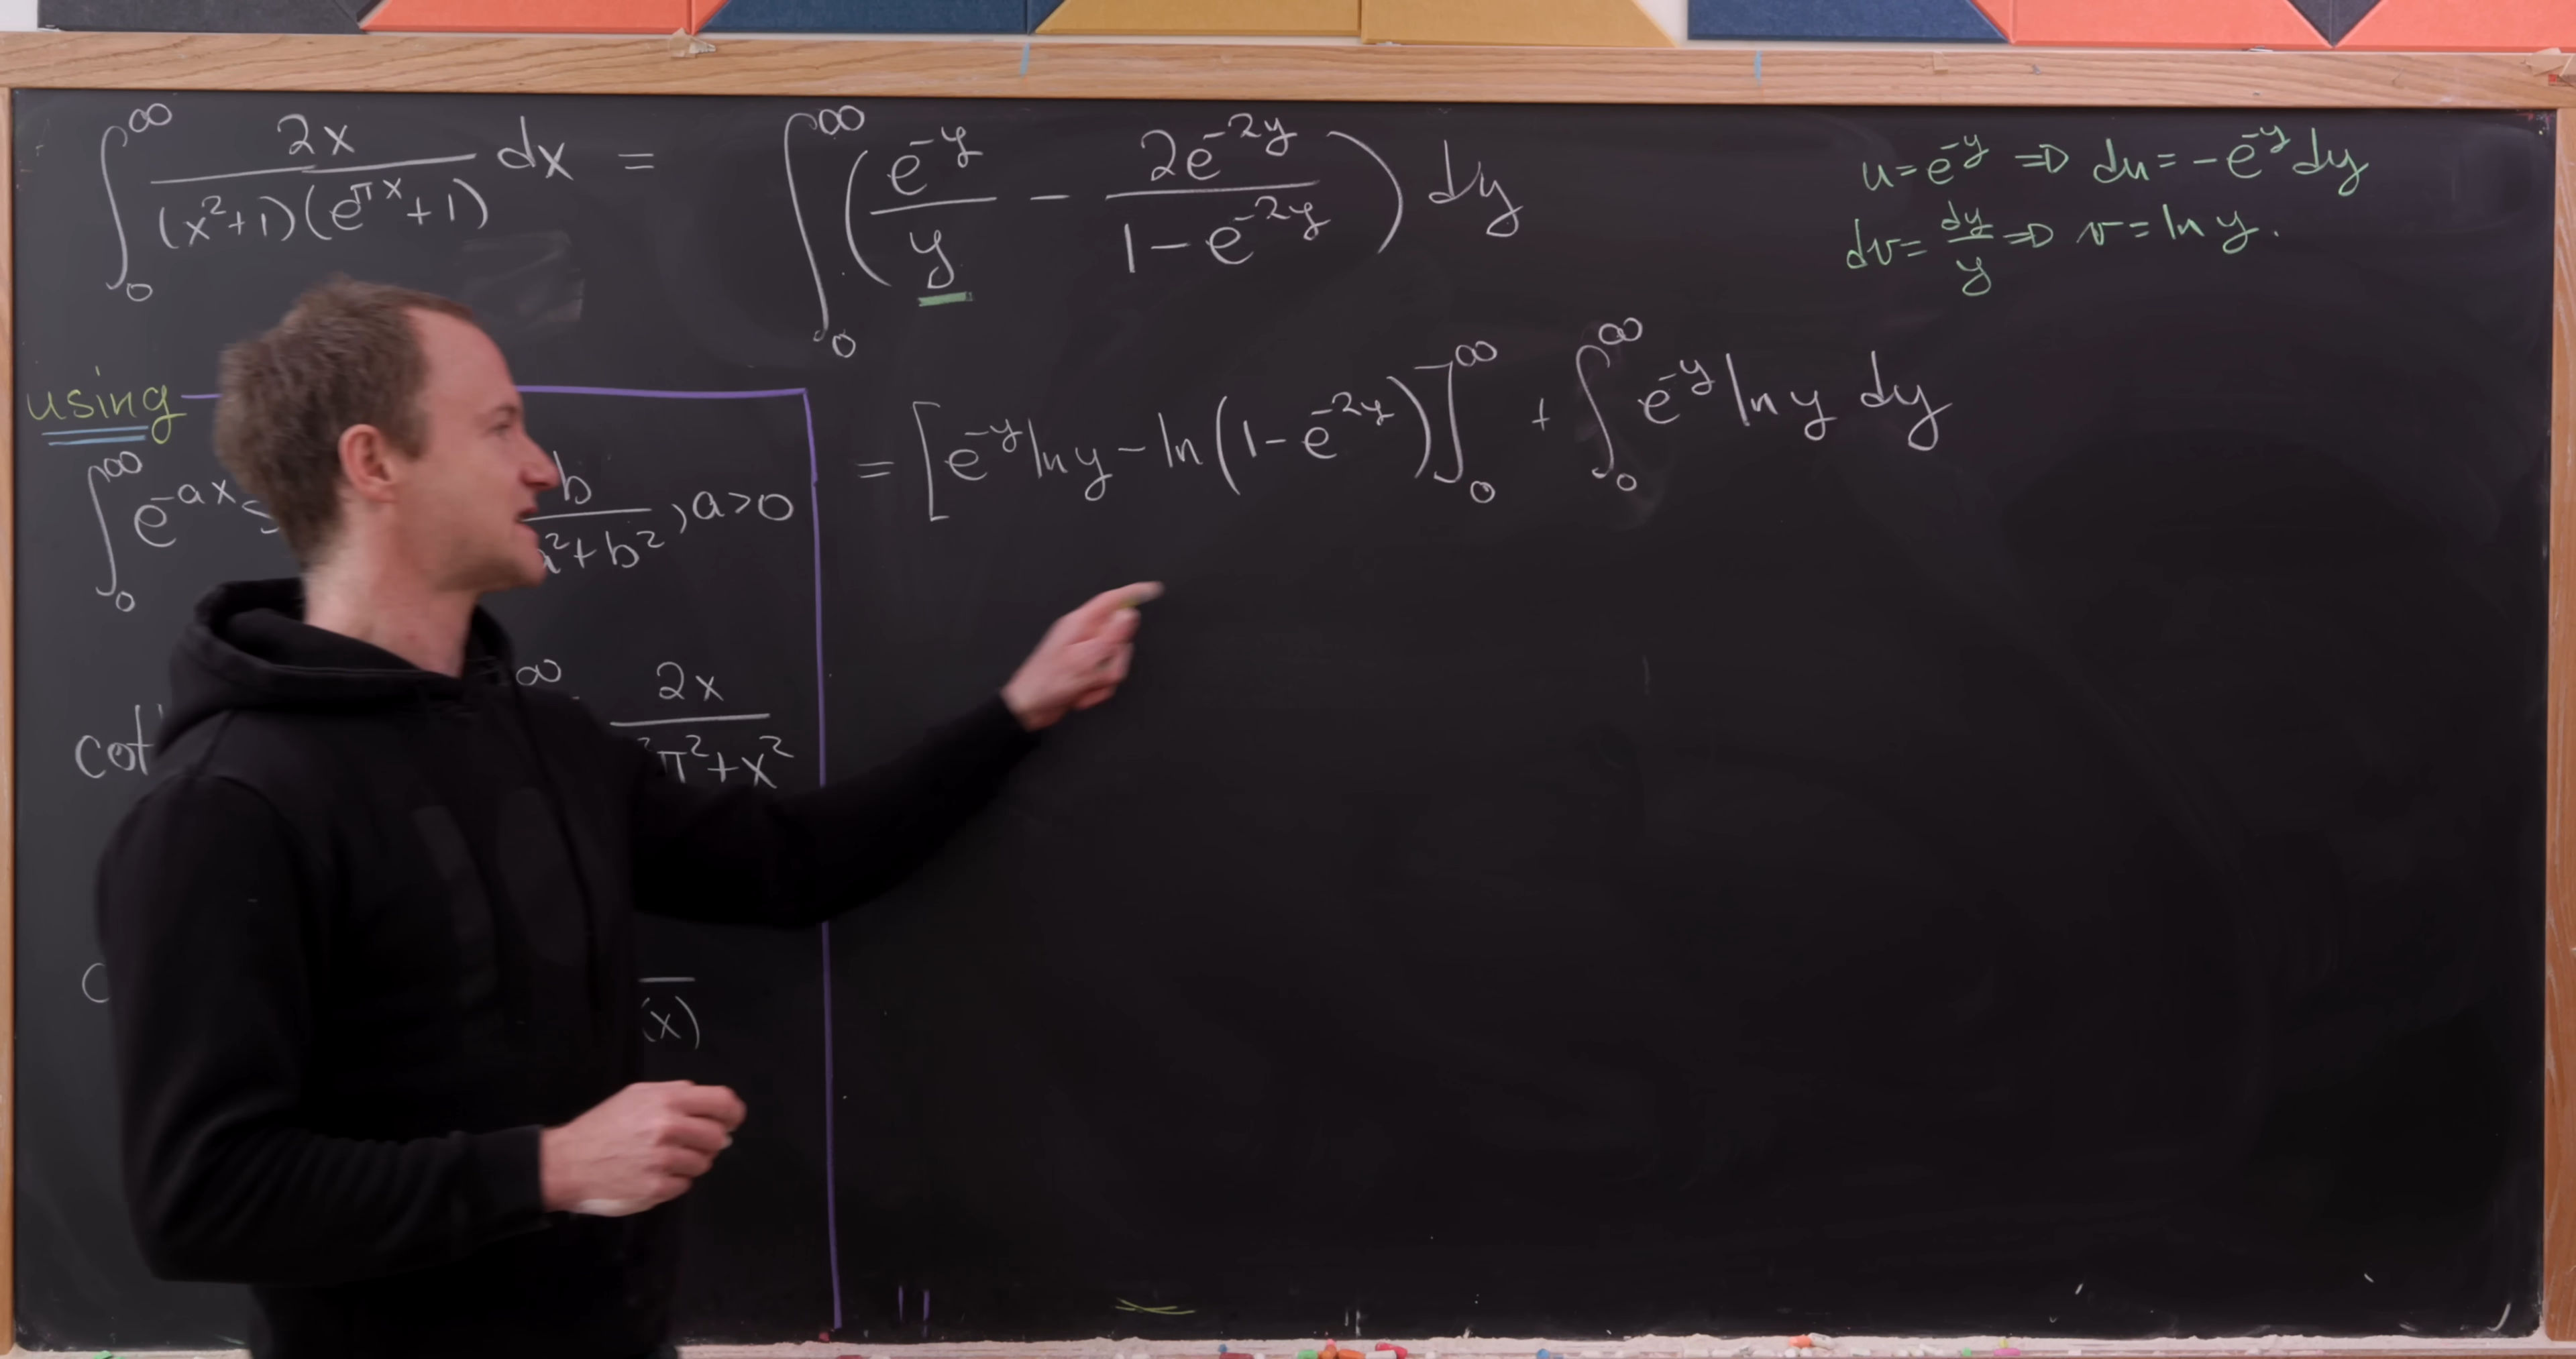 ∫₀^∞ 2x/((x²+1)(e^{πx}+1)) dx = ∫₀^∞ (e^{-y}/y - 2e^{-2y}/(1-e^{-2y})) dy
u=e^{-y} ⇒ du=-e^{-y}dy
dv=dy/y ⇒ v=ln y.
= [e^{-y}ln y - ln(1-e^{-2y})]₀^∞ + ∫₀^∞ e^{-y} ln y dy
using
∫₀^∞ e^{-ax} b/a²+b², a>0
cot ∞ 2x/π²+x²
(x)